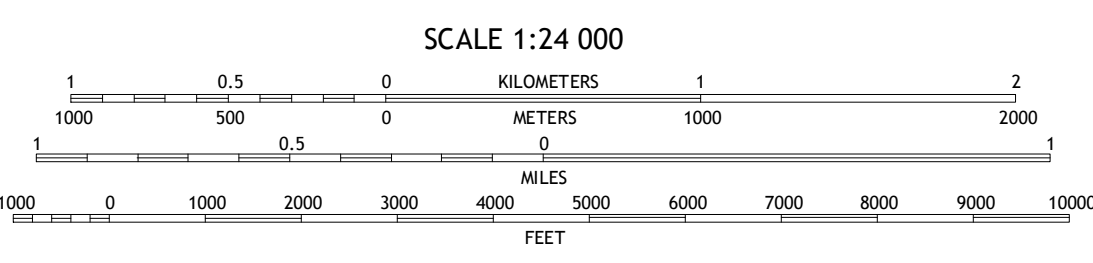 SCALE 1:24 000
1 0.5 0 KILOMETERS 1 2
1000 500 0 METERS 1000 2000
1 0.5 0 1
MILES
1000 0 1000 2000 3000 4000 5000 6000 7000 8000 9000 10000
FEET